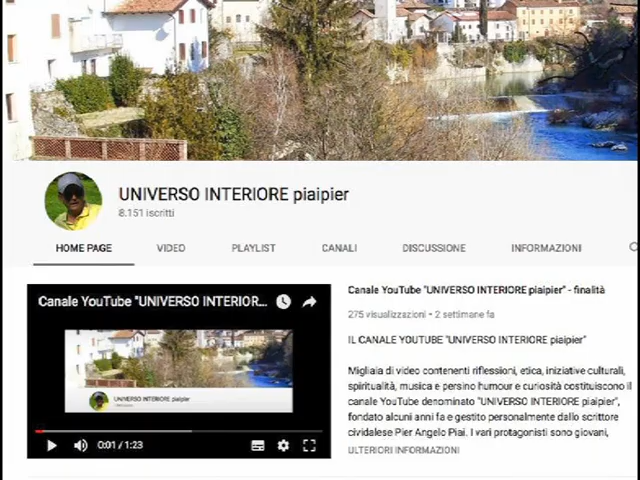 UNIVERSO INTERIORE piaipier
8.151 iscritti
HOME PAGE VIDEO PLAYLIST CANALI DISCUSSIONE INFORMAZIONI
Canale YouTube "UNIVERSO INTERIOR...
UNIVERSO INTERIORE piaipier
0:01 / 1:23
Canale YouTube "UNIVERSO INTERIORE piaipier" - finalità
275 visualizzazioni • 2 settimane fa
IL CANALE YOUTUBE "UNIVERSO INTERIORE piaipier"
Migliaia di video contenenti riflessioni, etica, iniziative culturali,
spiritualità, musica e persino humour e curiosità costituiscono il
canale YouTube denominato "UNIVERSO INTERIORE piaipier",
fondato alcuni anni fa e gestito personalmente dallo scrittore
cividalese Pier Angelo Piai. I vari protagonisti sono giovani,
ULTERIORI INFORMAZIONI